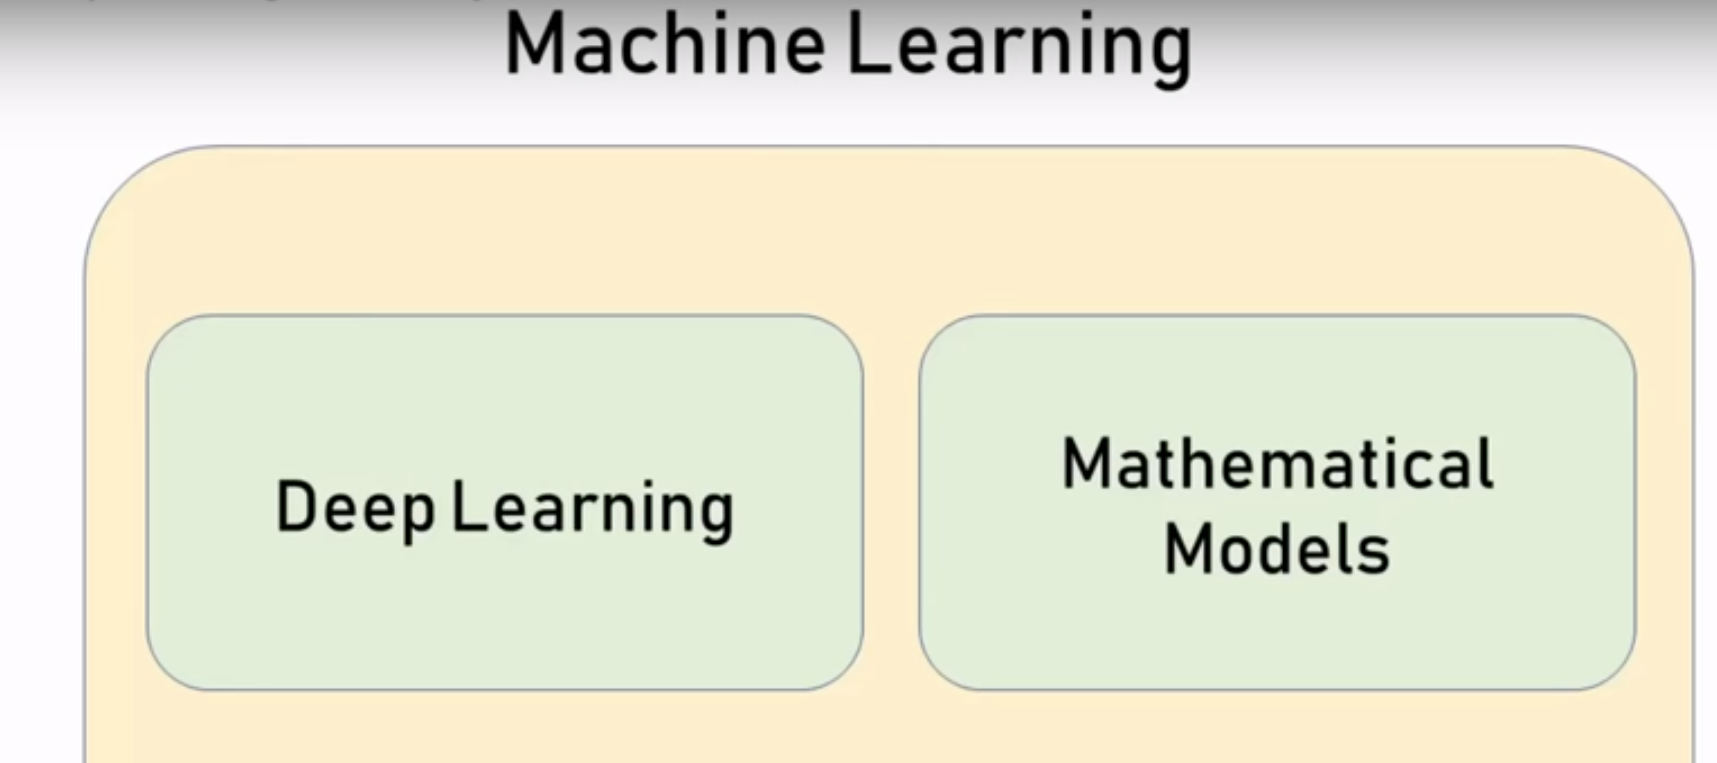 Machine Learning
Deep Learning
Mathematical
Models